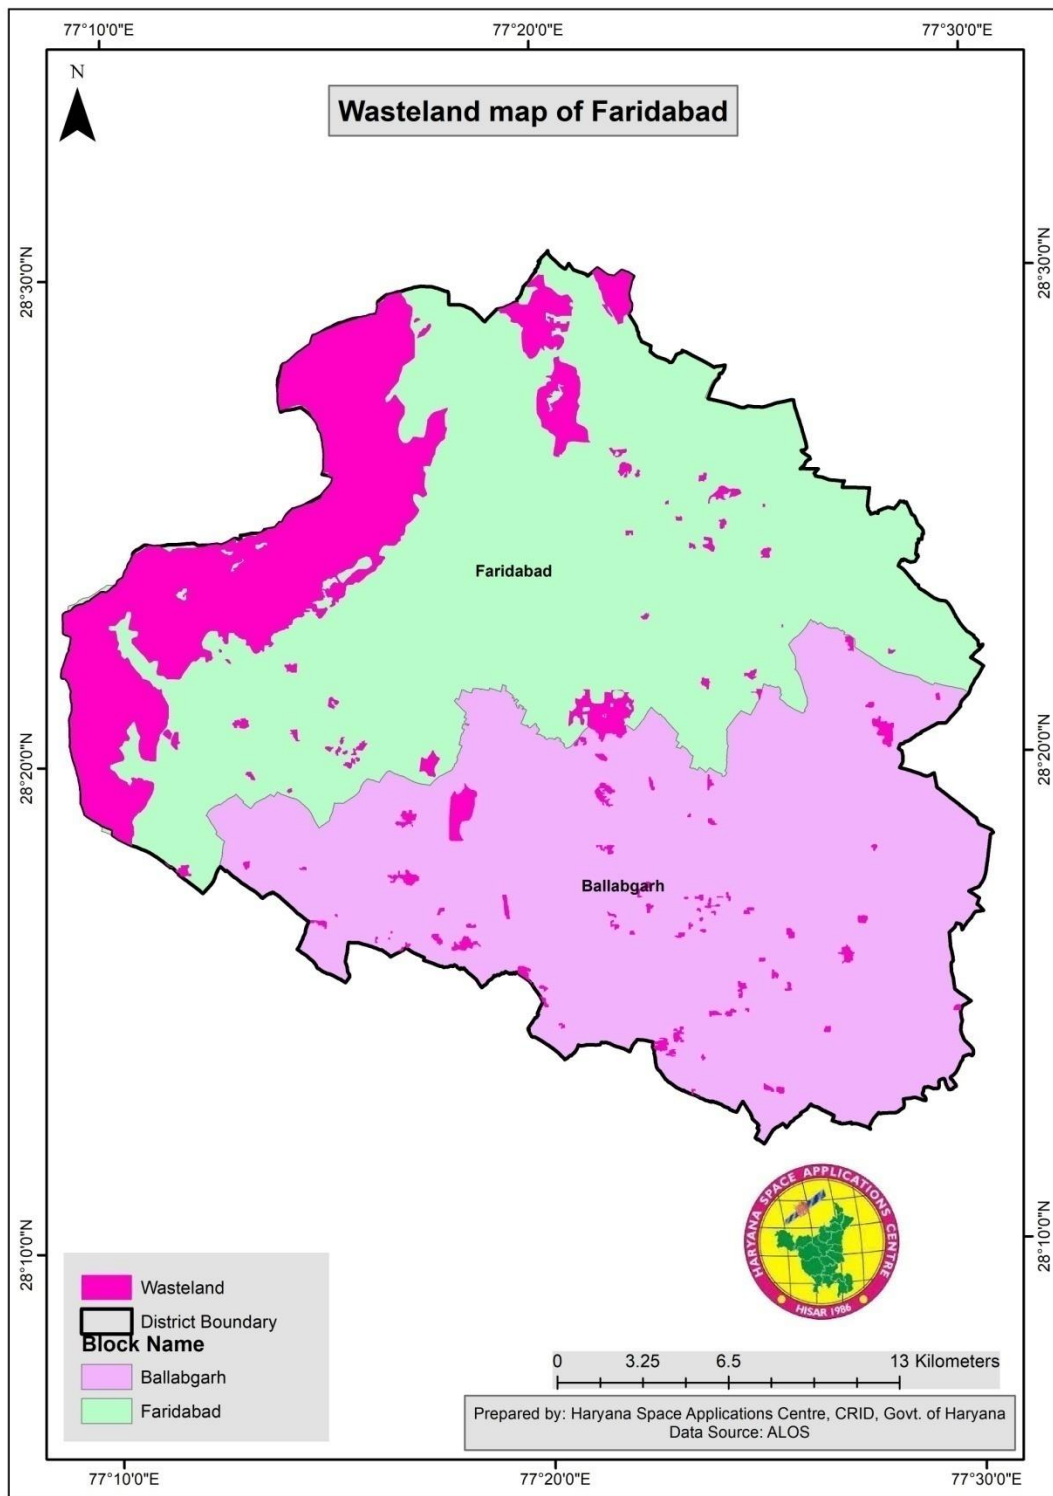 77°10'0"E 77°20'0"E 77°30'0"E
N
Wasteland map of Faridabad
28°30'0"N 28°30'0"N
Faridabad
28°20'0"N 28°20'0"N
Ballabgarh
28°10'0"N 28°10'0"N
HARYANA SPACE APPLICATIONS CENTRE
HISAR 1986
Wasteland
District Boundary
Block Name
Ballabgarh
Faridabad
0 3.25 6.5 13 Kilometers
Prepared by: Haryana Space Applications Centre, CRID, Govt. of Haryana
Data Source: ALOS
77°10'0"E 77°20'0"E 77°30'0"E